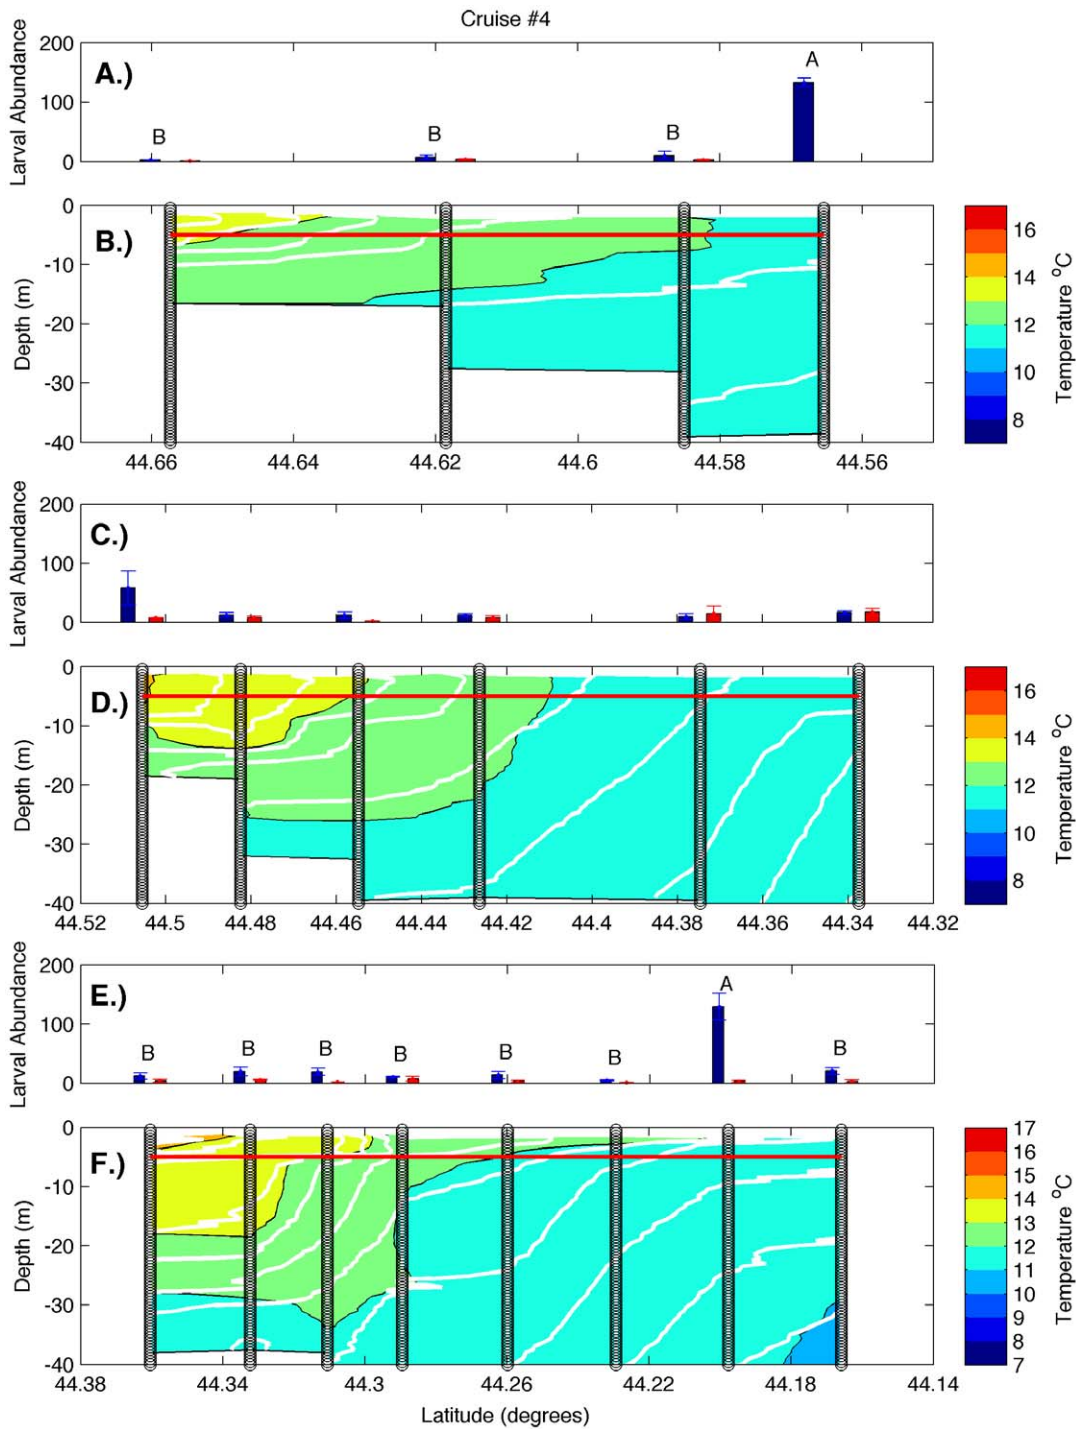 Cruise #4
Larval Abundance
200
100
0
A.)
B
B
B
A
Depth (m)
0
-10
-20
-30
-40
B.)
44.66
44.64
44.62
44.6
44.58
44.56
16
14
12
10
8
Temperature °C
Larval Abundance
200
100
0
C.)
Depth (m)
0
-10
-20
-30
-40
D.)
44.52
44.5
44.48
44.46
44.44
44.42
44.4
44.38
44.36
44.34
44.32
16
14
12
10
8
Temperature °C
Larval Abundance
200
100
0
E.)
B
B
B
B
B
B
A
B
Depth (m)
0
-10
-20
-30
-40
F.)
44.38
44.34
44.3
44.26
44.22
44.18
44.14
17
16
15
14
13
12
11
10
9
8
7
Temperature °C
Latitude (degrees)